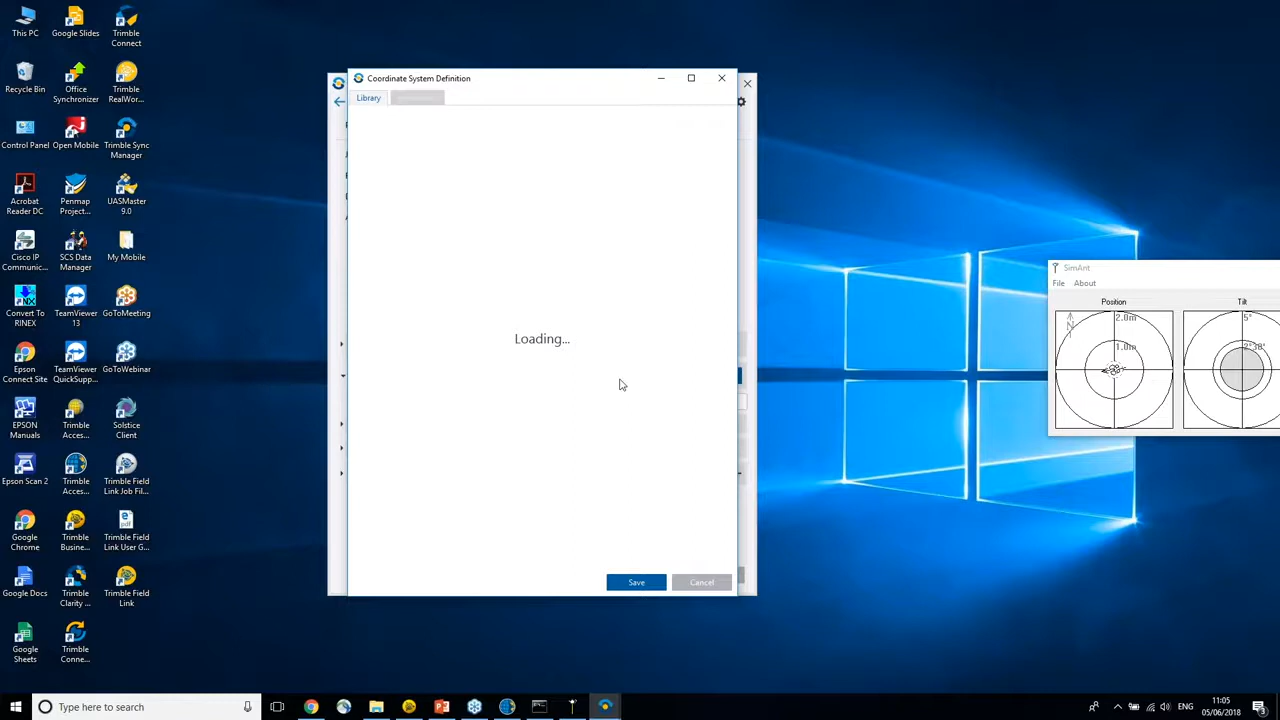 This PC
Google Slides
Trimble
Connect
Recycle Bin
Office
Synchronizer
Trimble
RealWor...
Control Panel
Open Mobile
Trimble Sync
Manager
Acrobat
Reader DC
Penmap
Project...
UASMaster
9.0
Cisco IP
Communic...
SCS Data
Manager
My Mobile
Convert To
RINEX
TeamViewer
13
GoToMeeting
Epson
Connect Site
TeamViewer
QuickSupp...
GoToWebinar
EPSON
Manuals
Trimble
Acces...
Solstice
Client
Epson Scan 2
Trimble
Acces...
Trimble Field
Link Job Fil...
Google
Chrome
Trimble
Busine...
Trimble Field
Link User G...
Google Docs
Trimble
Clarity ...
Trimble Field
Link
Google
Sheets
Trimble
Conne...
Coordinate System Definition
Library
Loading...
Save
Cancel
SimAnt
File
About
Position
Tilt
N
2.0m
1.0m
5°
2°30'
Type here to search
ENG
11:05
05/06/2018